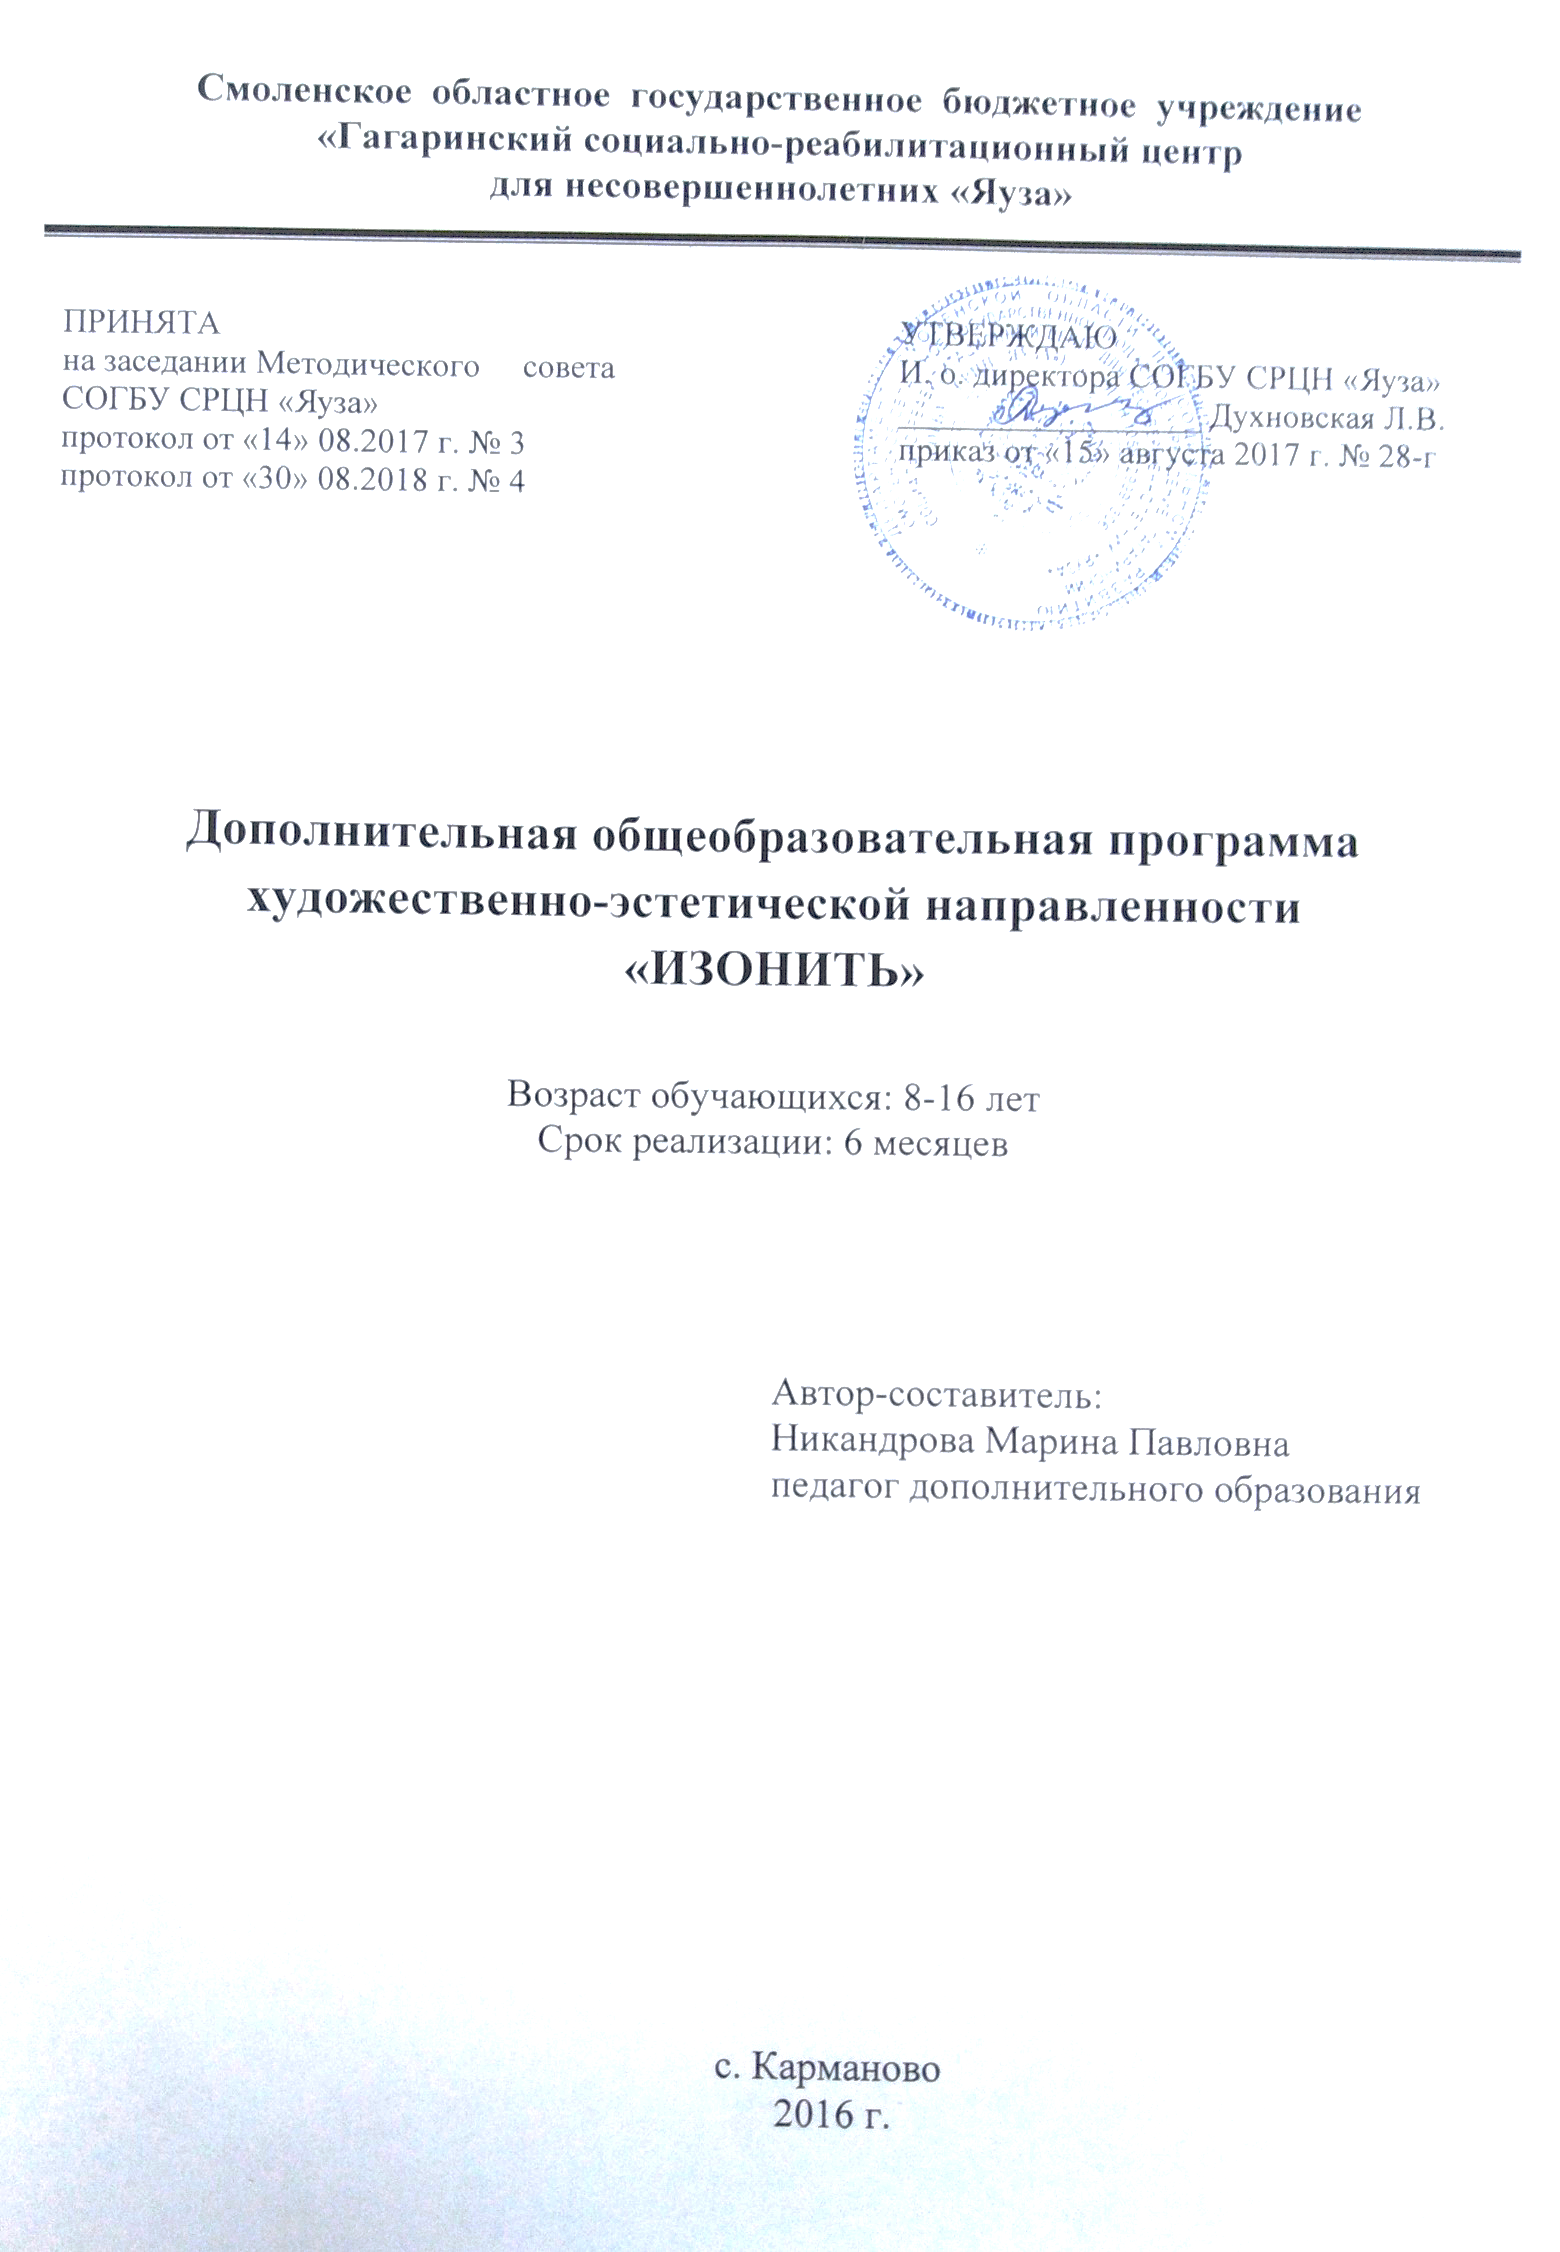 Смоленское областное государственное бюджетное учреждение
«Гагаринский социально-реабилитационный центр
для несовершеннолетних «Яуза»
ПРИНЯТА
на заседании Методического совета
СОГБУ СРЦН «Яуза»
протокол от «14» 08.2017 г. № 3
протокол от «30» 08.2018 г. № 4
УТВЕРЖДАЮ
И. о. директора СОГБУ СРЦН «Яуза»
Духновская Л.В.
приказ от «15» августа 2017 г. № 28-г
Дополнительная общеобразовательная программа
художественно-эстетической направленности
«ИЗОНИТЬ»
Возраст обучающихся: 8-16 лет
Срок реализации: 6 месяцев
Автор-составитель:
Никандрова Марина Павловна
педагог дополнительного образования
с. Карманово
2016 г.